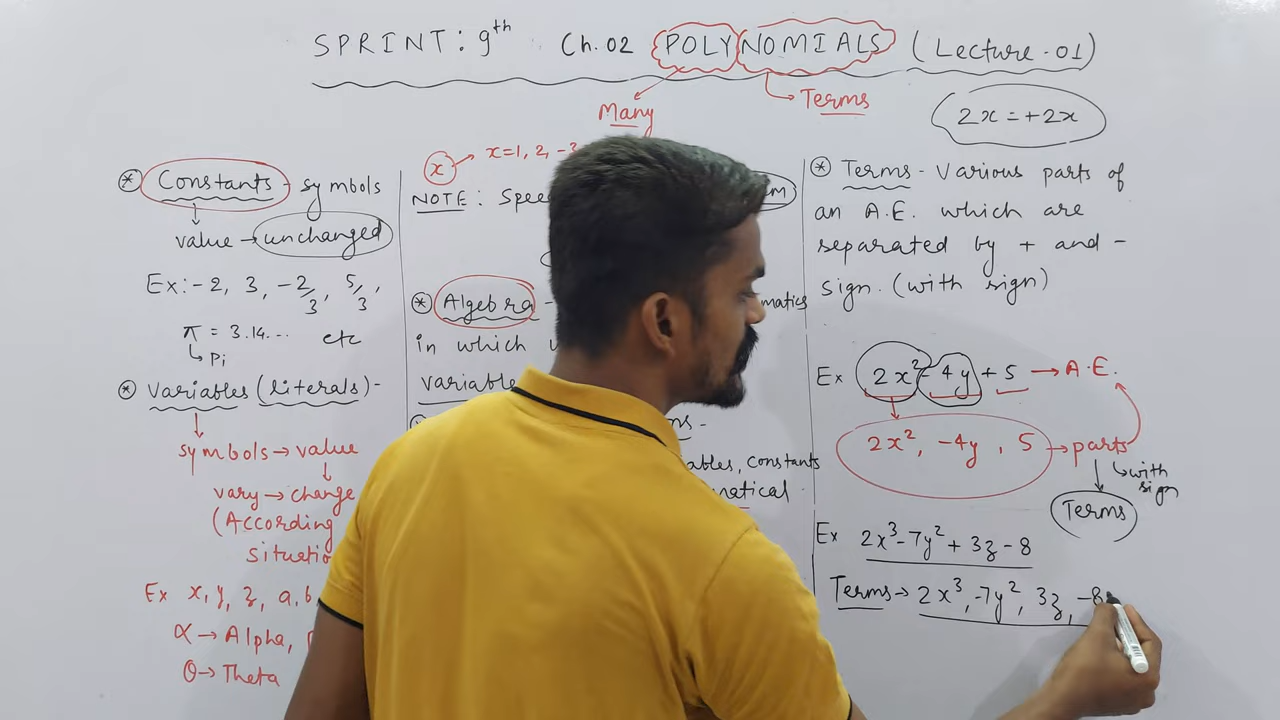 SPRINT: 9th Ch. 02 POLYNOMIALS (Lecture-01)
Many
Terms
2x = +2x
* Constants - symbols
value → unchanged
Ex:- 2, 3, -2/3, 5/3,
π = 3.14... etc
Pi
* Variables (literals) -
symbols → value
vary → change
(According
Ex x, y, z, a, b
α → Alpha,
θ → Theta
x → x = 1, 2, -3
NOTE:
* Algebra -
in which
variable
* Terms - Various parts of
an A.E. which are
separated by + and -
sign. (with sign)
Ex 2x² - 4y + 5 → A.E.
2x², -4y, 5 → parts
with
sign
Terms
Ex 2x³ - 7y² + 3z - 8
Terms → 2x³, -7y², 3z, -8
constants